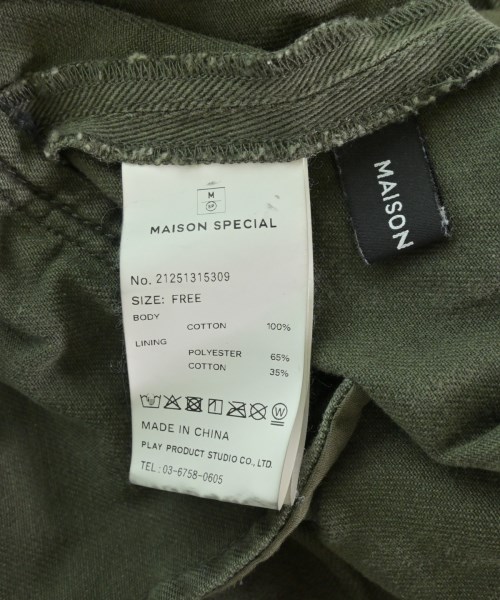 M
SP
MAISON SPECIAL
No. 21251315309
SIZE: FREE
BODY
COTTON 100%
LINING
POLYESTER 65%
COTTON 35%
W
MADE IN CHINA
PLAY PRODUCT STUDIO CO., LTD.
TEL.: 03-6758-0605
MAISON